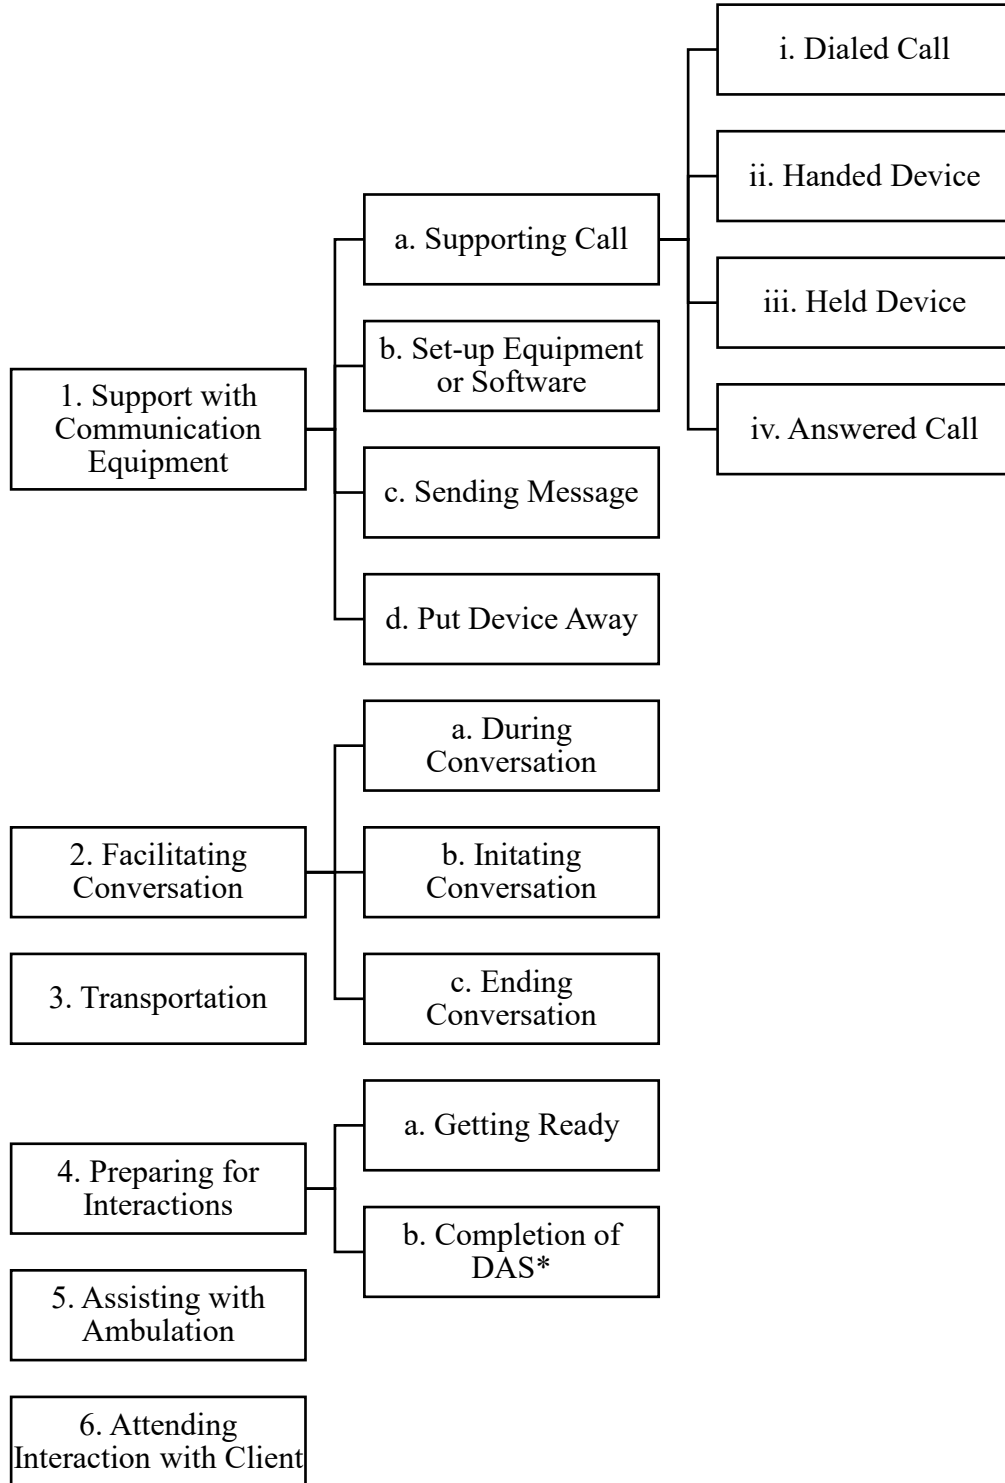 1. Support with
Communication
Equipment
a. Supporting Call
i. Dialed Call
ii. Handed Device
iii. Held Device
iv. Answered Call
b. Set-up Equipment
or Software
c. Sending Message
d. Put Device Away
2. Facilitating
Conversation
a. During
Conversation
b. Initating
Conversation
c. Ending
Conversation
3. Transportation
4. Preparing for
Interactions
a. Getting Ready
b. Completion of
DAS*
5. Assisting with
Ambulation
6. Attending
Interaction with Client